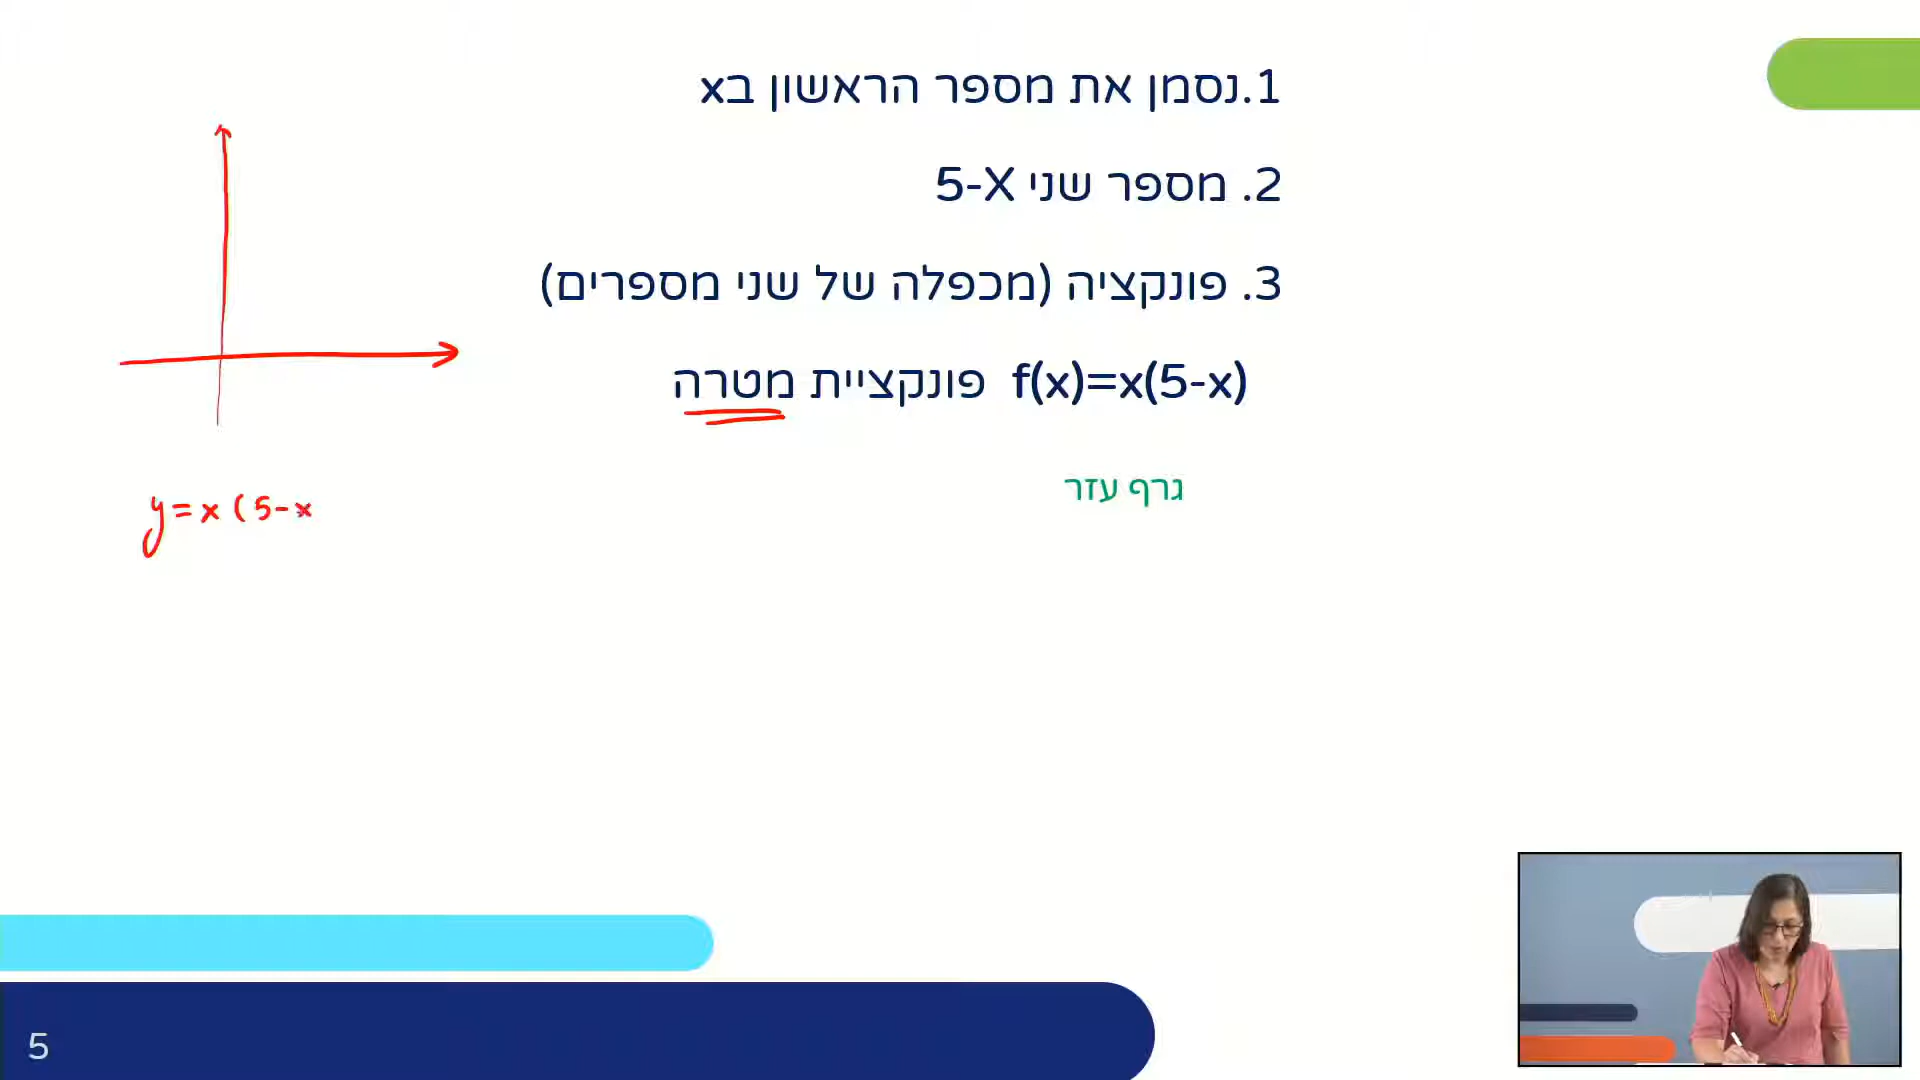 1.נסמן את מספר הראשון בx
2. מספר שני 5-X
3. פונקציה (מכפלה של שני מספרים)
f(x)=x(5-x) פונקציית מטרה
גרף עזר
y=x(5-x
5